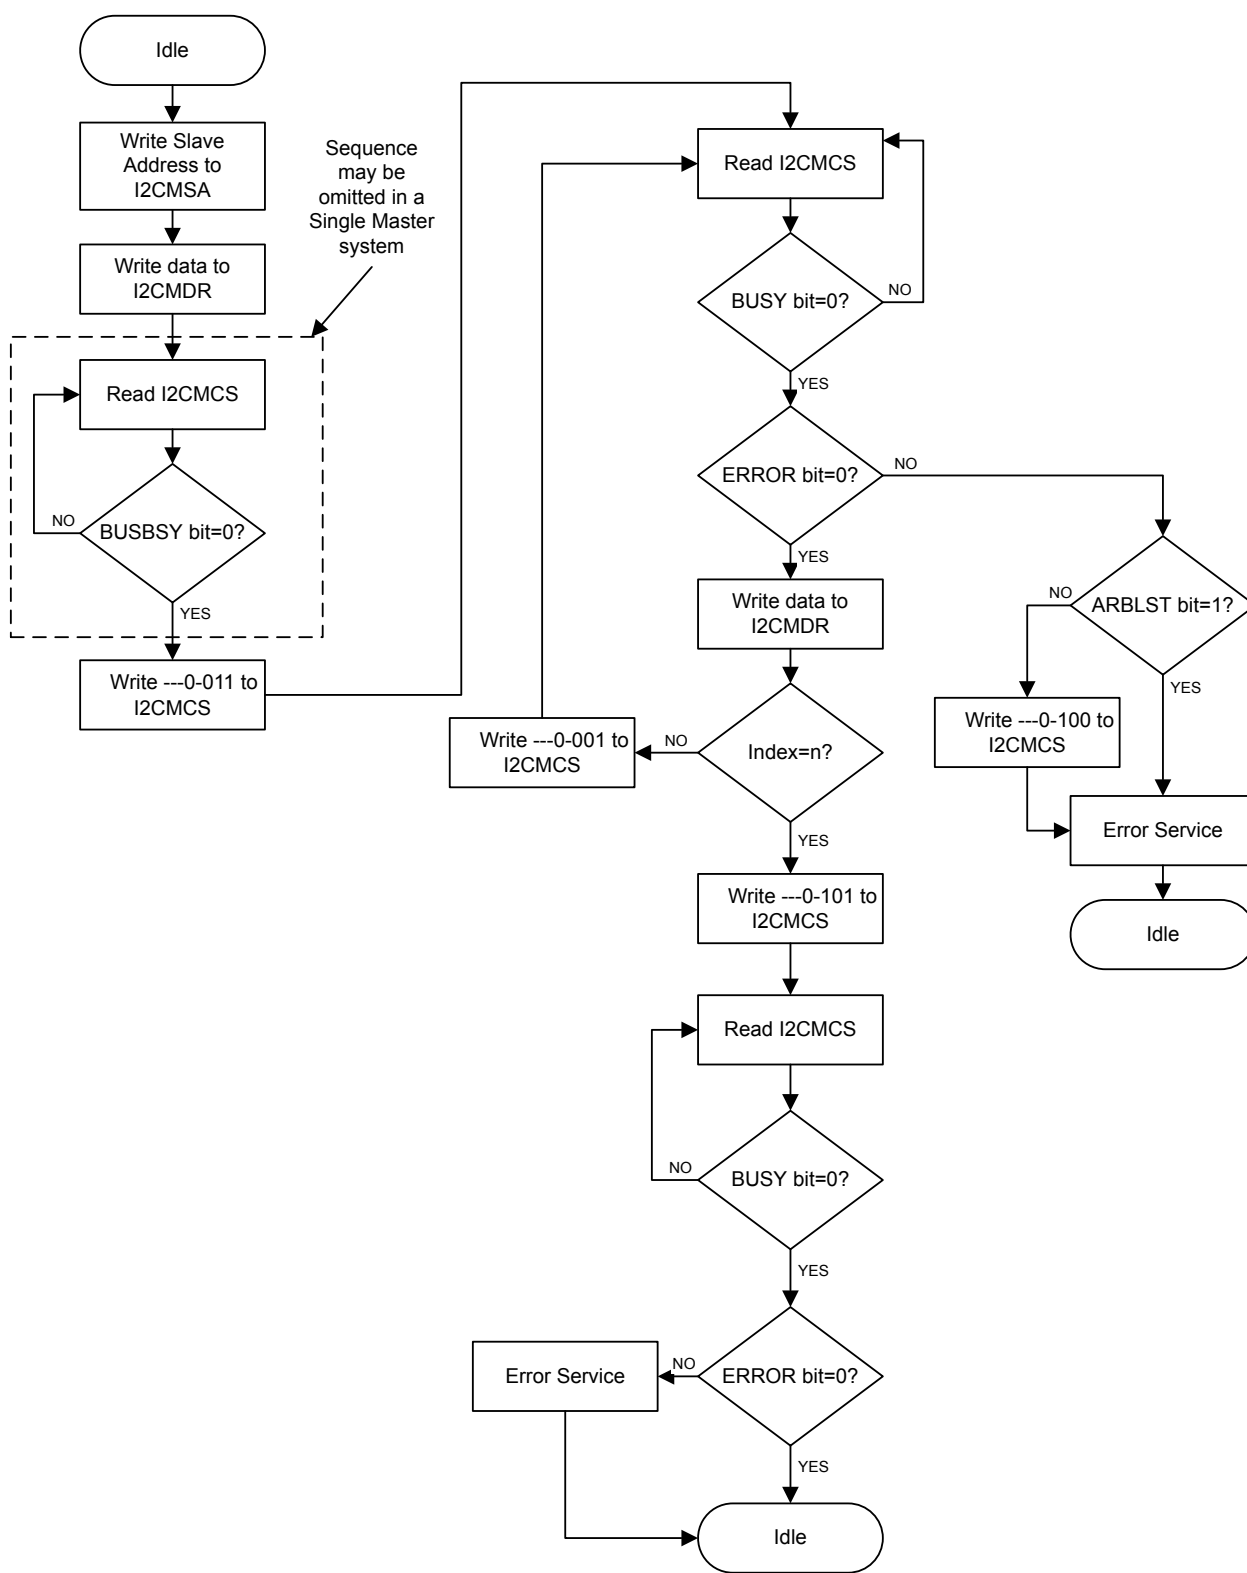 Idle
Write Slave
Address to
I2CMSA
Write data to
I2CMDR
Sequence
may be
omitted in a
Single Master
system
Read I2CMCS
BUSBSY bit=0?
NO
YES
Write ---0-011 to
I2CMCS
Read I2CMCS
BUSY bit=0?
NO
YES
ERROR bit=0?
NO
YES
Write data to
I2CMDR
Index=n?
NO
Write ---0-001 to
I2CMCS
YES
ARBLST bit=1?
NO
YES
Write ---0-100 to
I2CMCS
Error Service
Idle
Write ---0-101 to
I2CMCS
Read I2CMCS
BUSY bit=0?
NO
YES
ERROR bit=0?
NO
Error Service
YES
Idle